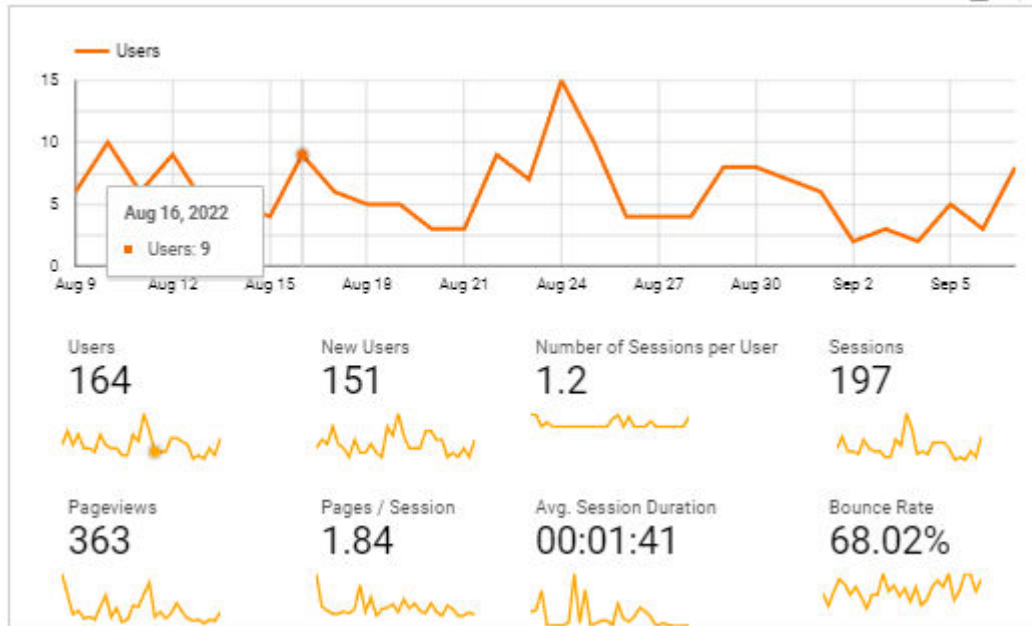 Users
15
10
5
0
Aug 16, 2022
Users: 9
Aug 9 Aug 12 Aug 15 Aug 18 Aug 21 Aug 24 Aug 27 Aug 30 Sep 2 Sep 5
Users New Users Number of Sessions per User Sessions
164 151 1.2 197
Pageviews Pages / Session Avg. Session Duration Bounce Rate
363 1.84 00:01:41 68.02%